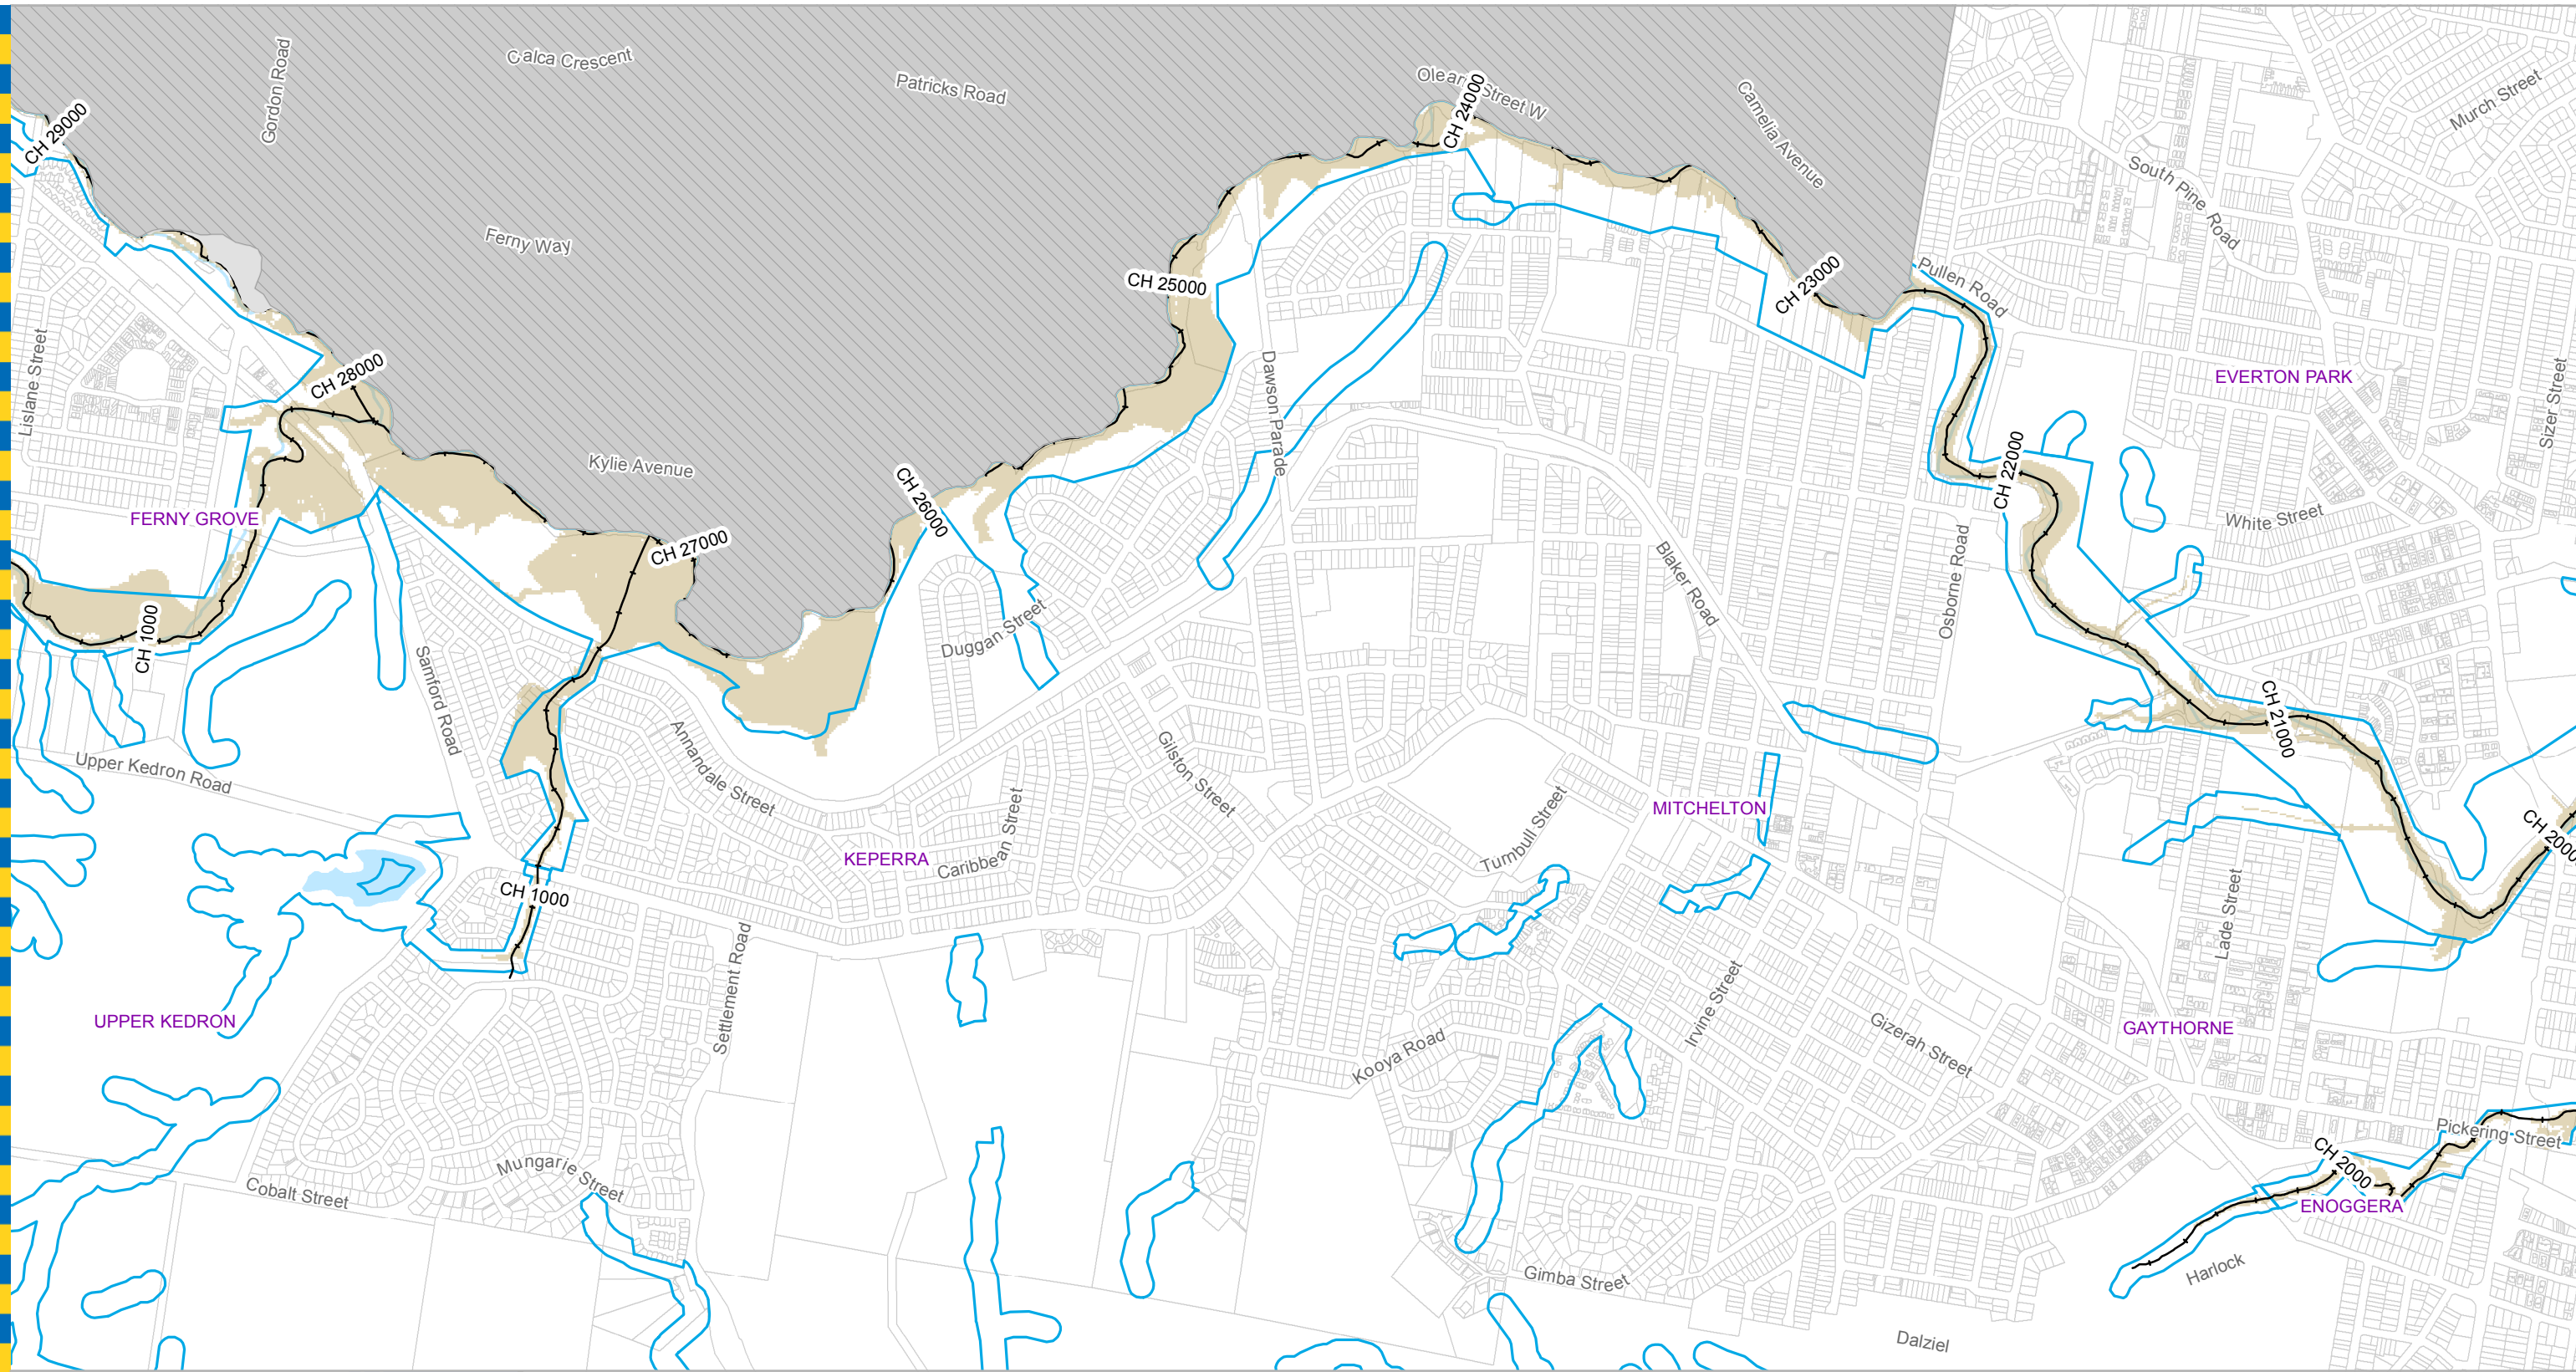 Gordon Road
Calca Crescent
Patricks Road
Oleary Street W
CH 24000
Camelia Avenue
Murch Street
South Pine Road
CH 29000
Ferny Way
CH 25000
CH 23000
Pullen Road
Lislane Street
CH 28000
Dawson Parade
EVERTON PARK
Sizer Street
Kylie Avenue
CH 26000
CH 22000
FERNY GROVE
White Street
CH 27000
Blaker Road
Osborne Road
CH 1000
Duggan Street
Samford Road
CH 21000
Upper Kedron Road
Annandale Street
Gilston Street
Turnbull Street
MITCHELTON
CH 2000
KEPERRA
Caribbean Street
CH 1000
Lade Street
Settlement Road
Irvine Street
UPPER KEDRON
Kooya Road
Gizerah Street
GAYTHORNE
Pickering Street
Mungarie Street
Cobalt Street
CH 2000
ENOGGERA
Gimba Street
Harlock
Dalziel